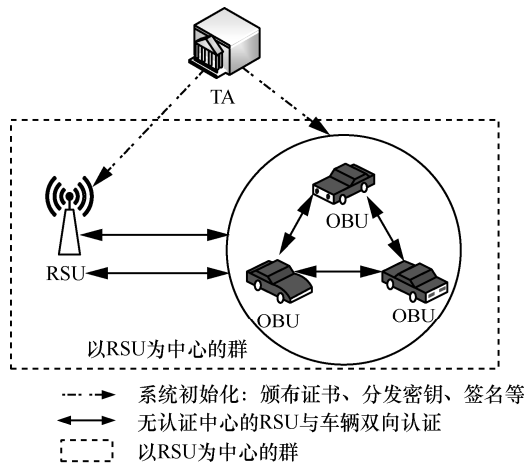 TA
OBU
RSU
OBU
OBU
以RSU为中心的群
系统初始化：颁布证书、分发密钥、签名等
无认证中心的RSU与车辆双向认证
以RSU为中心的群